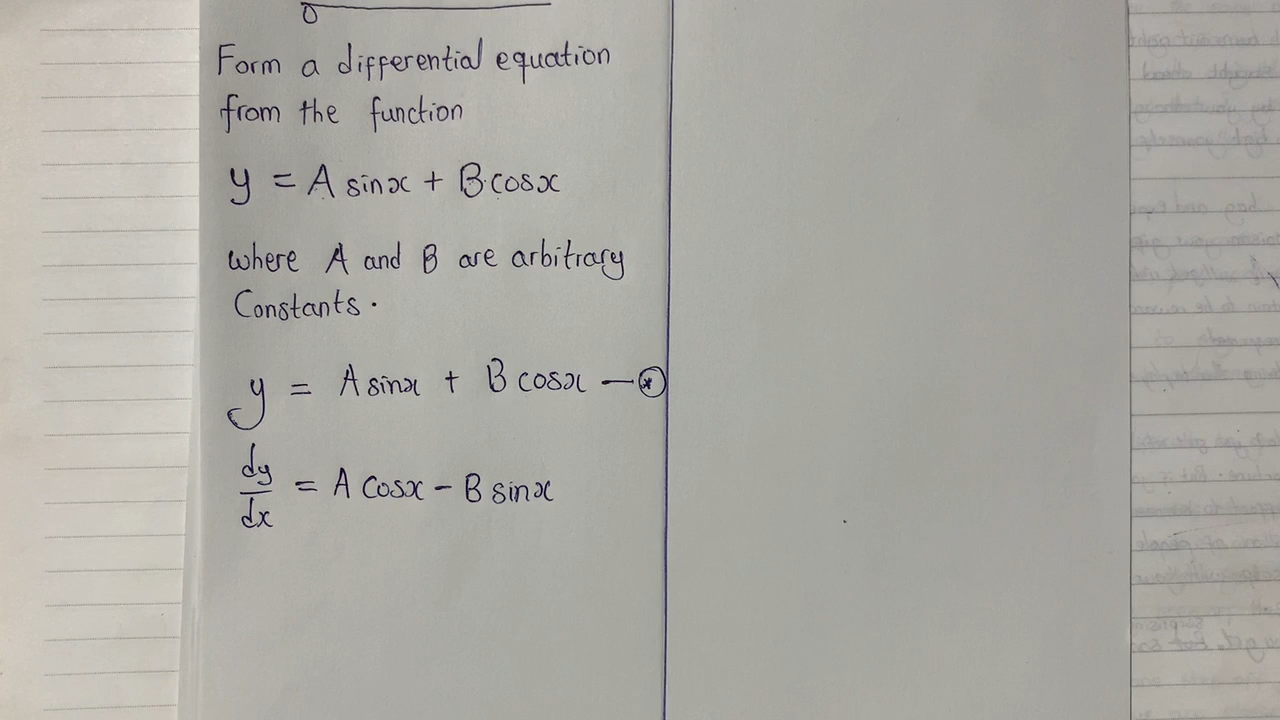 Form a differential equation
from the function
y = A sinx + B cosx
where A and B are arbitrary
Constants.
y = A sinx + B cosx — ⊛
dy/dx = A cosx − B sinx